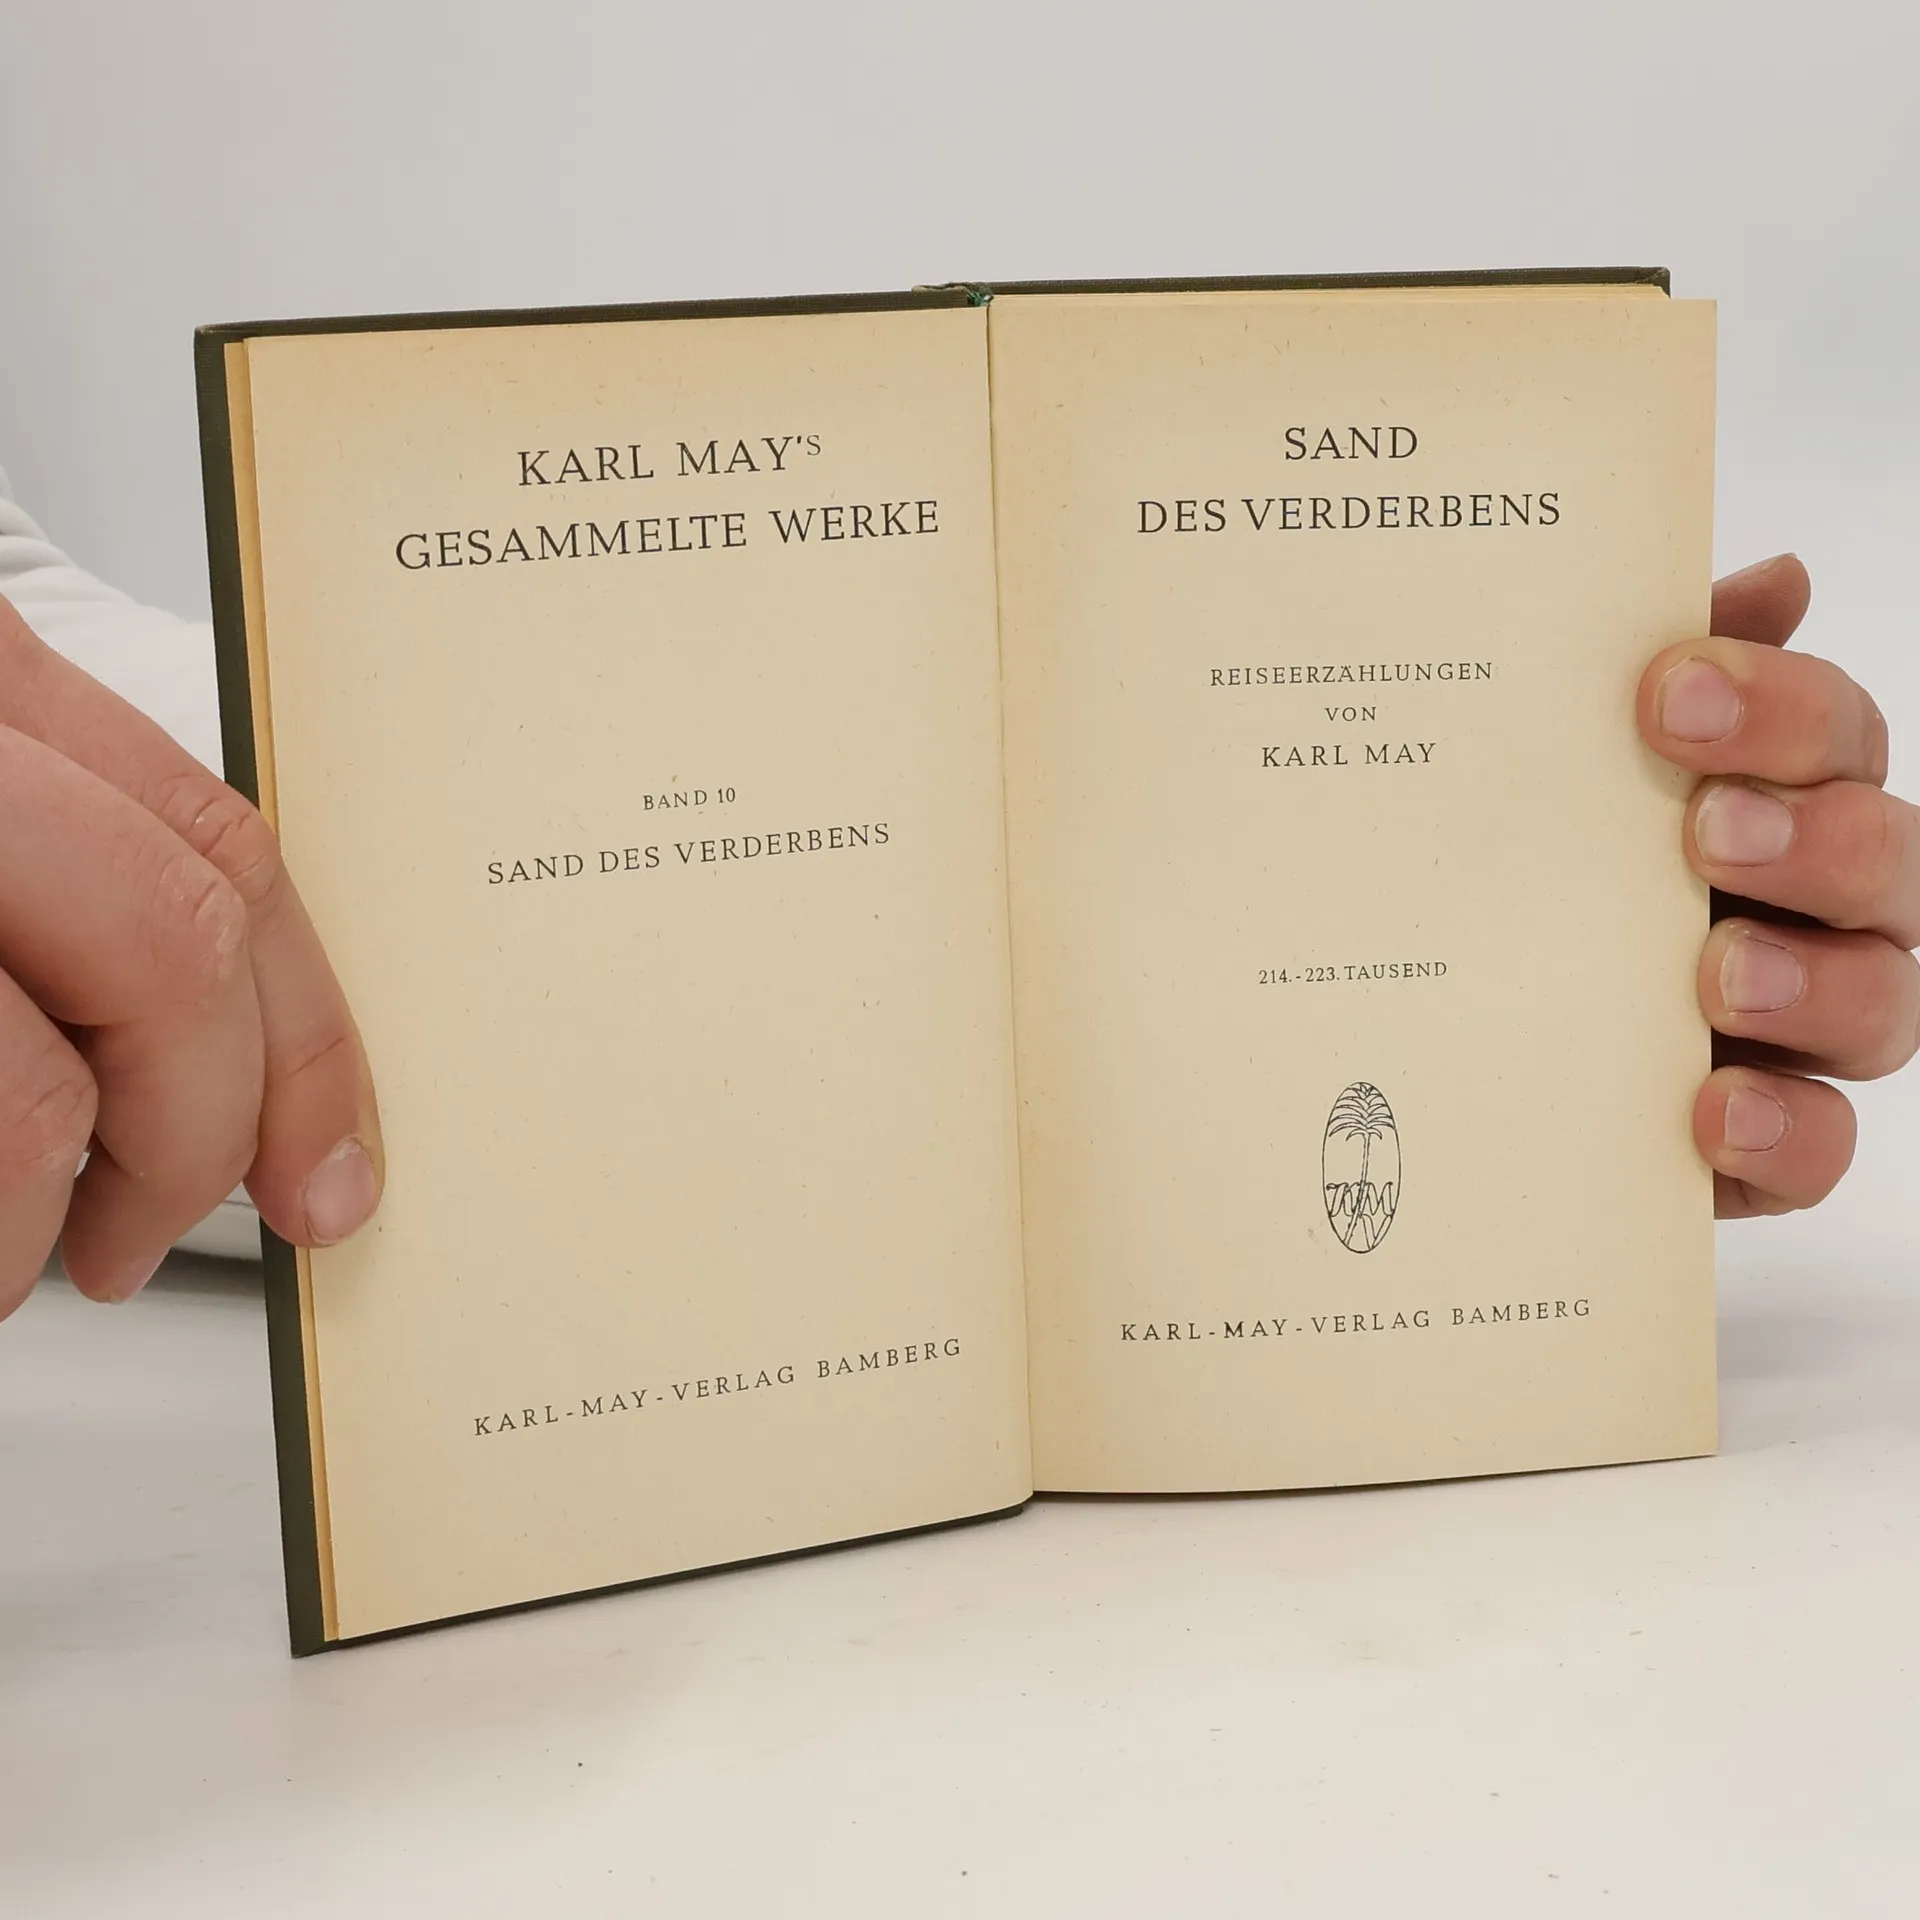 KARL MAY'S
GESAMMELTE WERKE
BAND 10
SAND DES VERDERBENS
KARL-MAY-VERLAG BAMBERG
SAND
DES VERDERBENS
REISEERZÄHLUNGEN
VON
KARL MAY
214.-223. TAUSEND
KARL-MAY-VERLAG BAMBERG